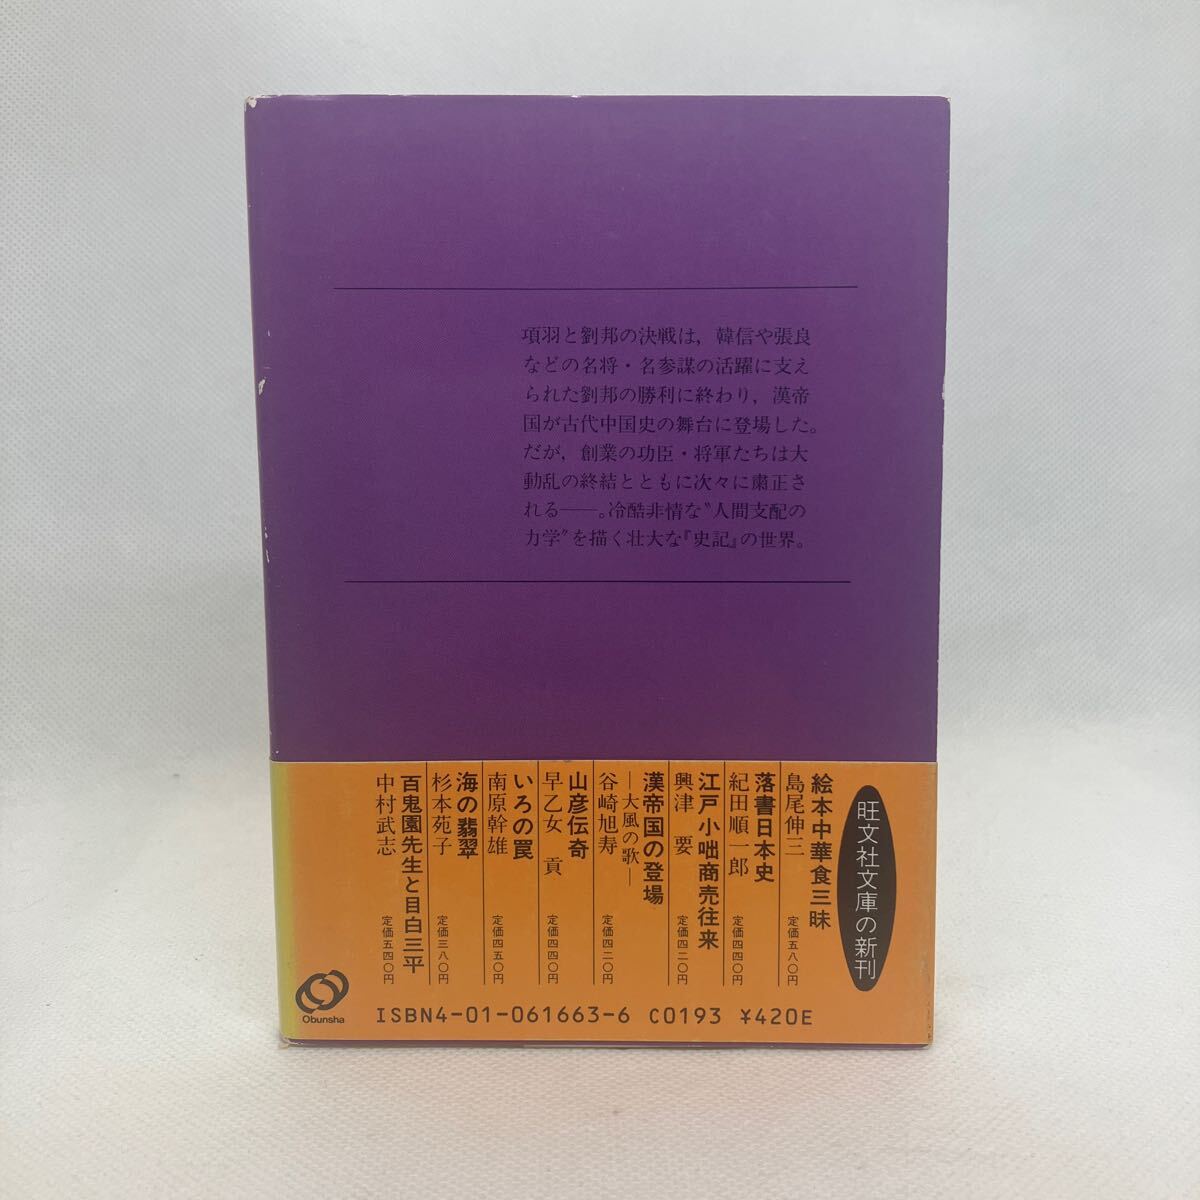 項羽と劉邦の決戦は，韓信や張良
などの名将・名参謀の活躍に支え
られた劉邦の勝利に終わり，漢帝
国が古代中国史の舞台に登場した。
だが，創業の功臣・将軍たちは大
動乱の終結とともに次々に粛正さ
れる――。冷酷非情な〝人間支配の
力学〟を描く壮大な『史記』の世界。
旺文社文庫の新刊
絵本中華食三昧
島尾伸三
定価五八〇円
落書日本史
紀田順一郎
定価四四〇円
江戸小咄商売往来
興津 要
定価四二〇円
漢帝国の登場
―大風の歌―
谷崎旭寿
定価四二〇円
山彦伝奇
早乙女 貢
定価四四〇円
いろの罠
南原幹雄
定価四五〇円
海の翡翠
杉本苑子
定価三八〇円
百鬼園先生と目白三平
中村武志
定価五四〇円
Obunsha
ISBN4-01-061663-6 C0193 ¥420E